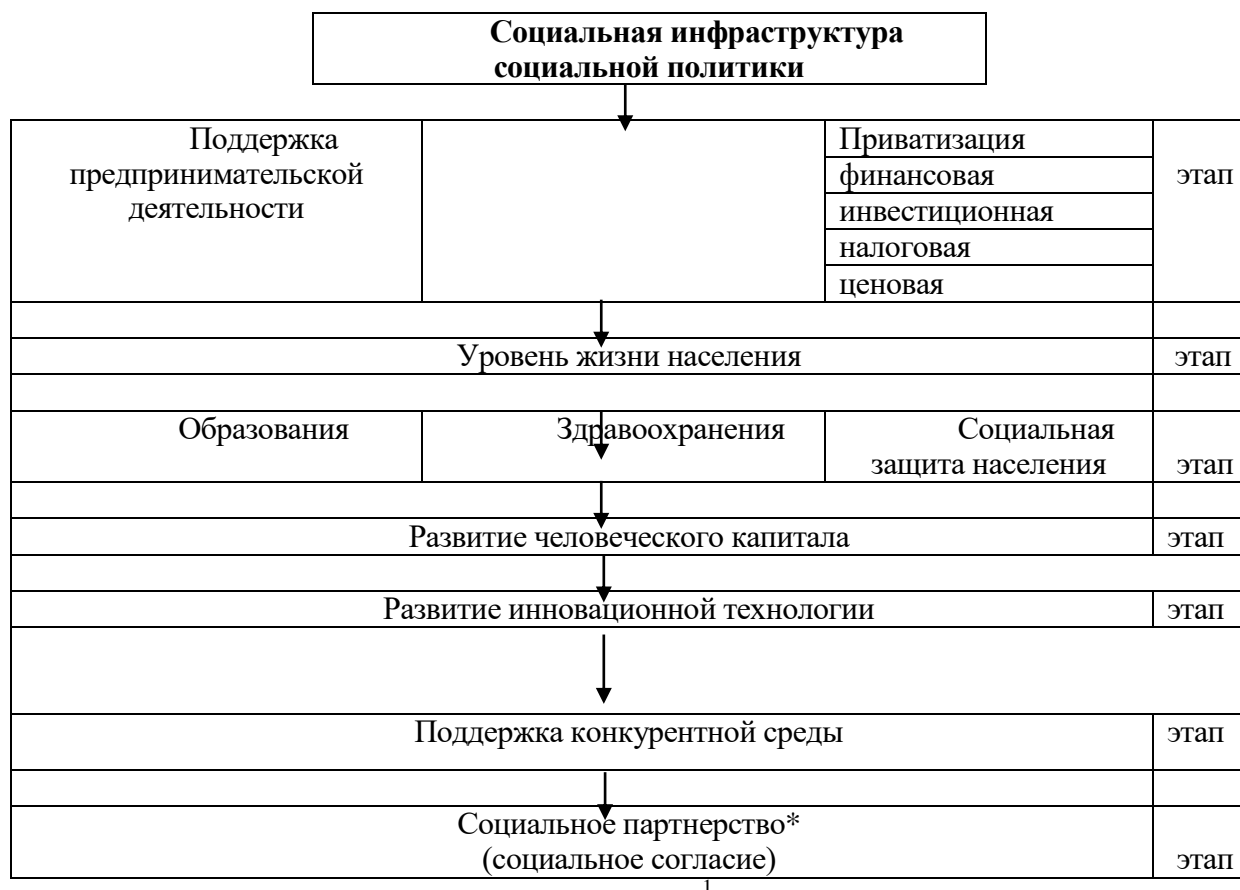 Социальная инфраструктура
социальной политики
Поддержка
предпринимательской
деятельности
Приватизация
финансовая
инвестиционная
налоговая
ценовая
этап
Уровень жизни населения
этап
Образования
Здравоохранения
Социальная
защита населения
этап
Развитие человеческого капитала
этап
Развитие инновационной технологии
этап
Поддержка конкурентной среды
этап
Социальное партнерство*
(социальное согласие)
этап
1